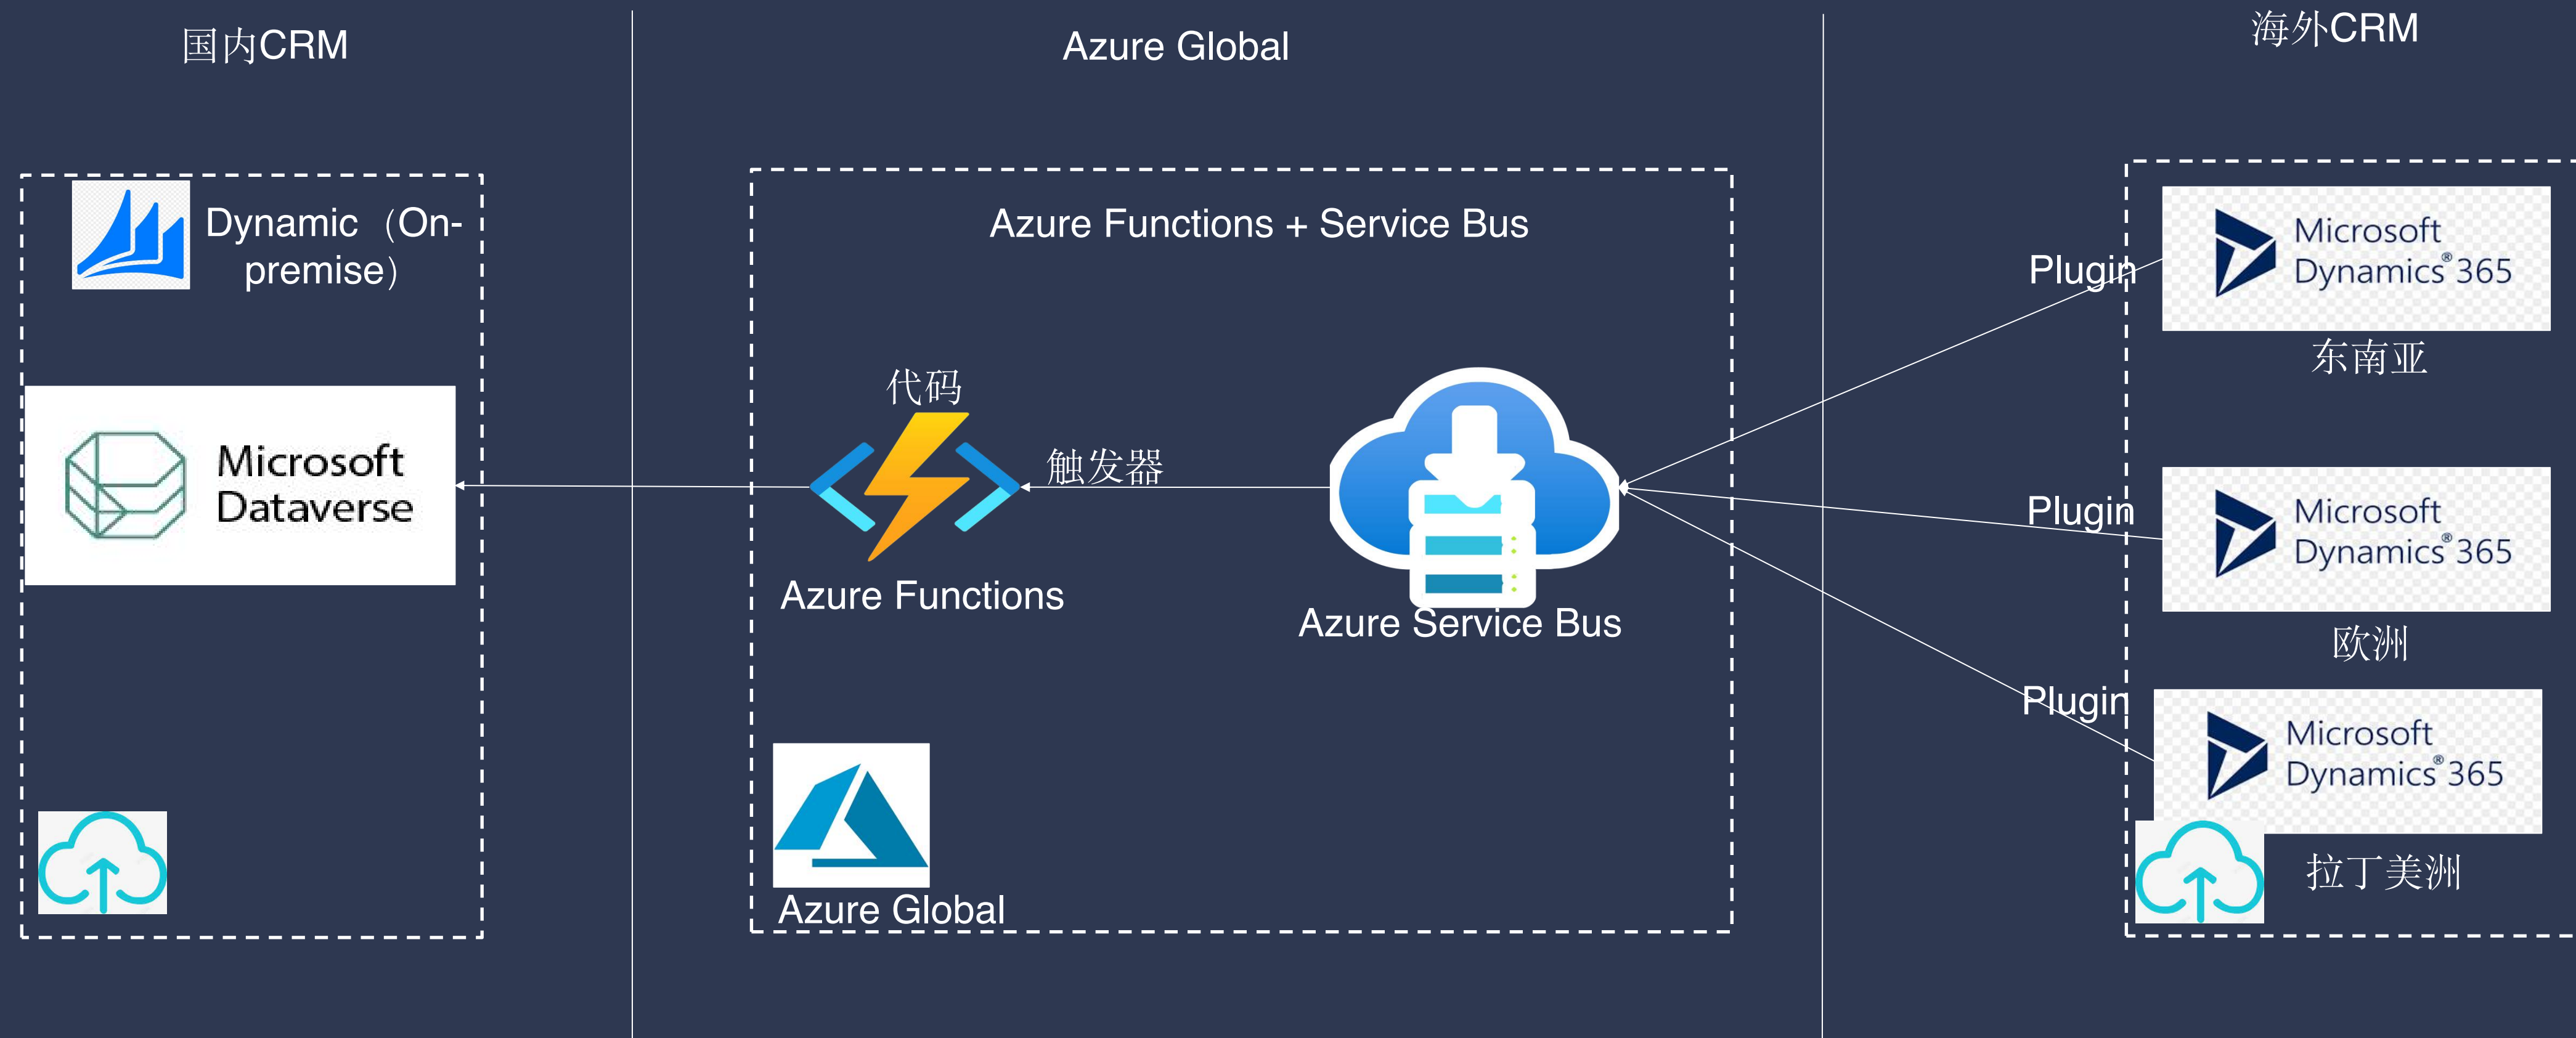 国内CRM
Azure Global
海外CRM
Dynamic（On-
premise）
Microsoft
Dataverse
Azure Functions + Service Bus
代码
触发器
Azure Functions
Azure Service Bus
Azure Global
Plugin
Microsoft
Dynamics® 365
东南亚
Plugin
Microsoft
Dynamics® 365
欧洲
Plugin
Microsoft
Dynamics® 365
拉丁美洲